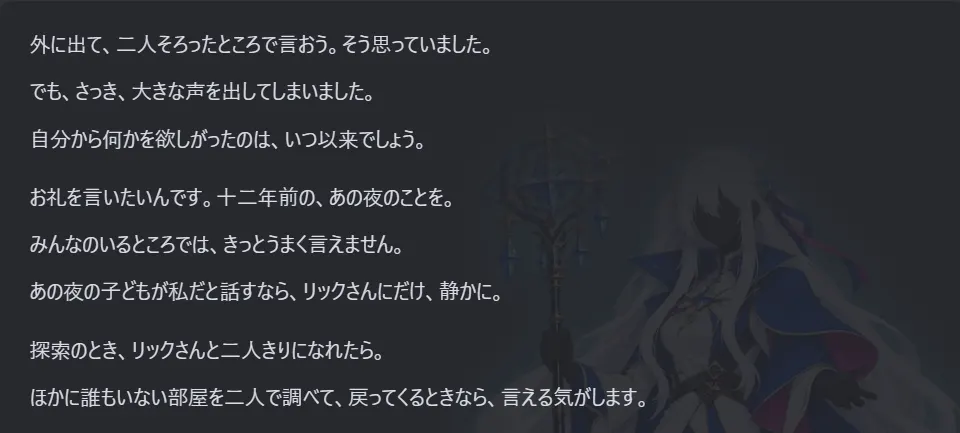 外に出て、二人そろったところで言おう。そう思っていました。
でも、さっき、大きな声を出してしまいました。
自分から何かを欲しがったのは、いつ以来でしょう。
お礼を言いたいんです。十二年前の、あの夜のことを。
みんなのいるところでは、きっとうまく言えません。
あの夜の子どもが私だと話すなら、リックさんにだけ、静かに。
探索のとき、リックさんと二人きりになれたら。
ほかに誰もいない部屋を二人で調べて、戻ってくるときなら、言える気がします。